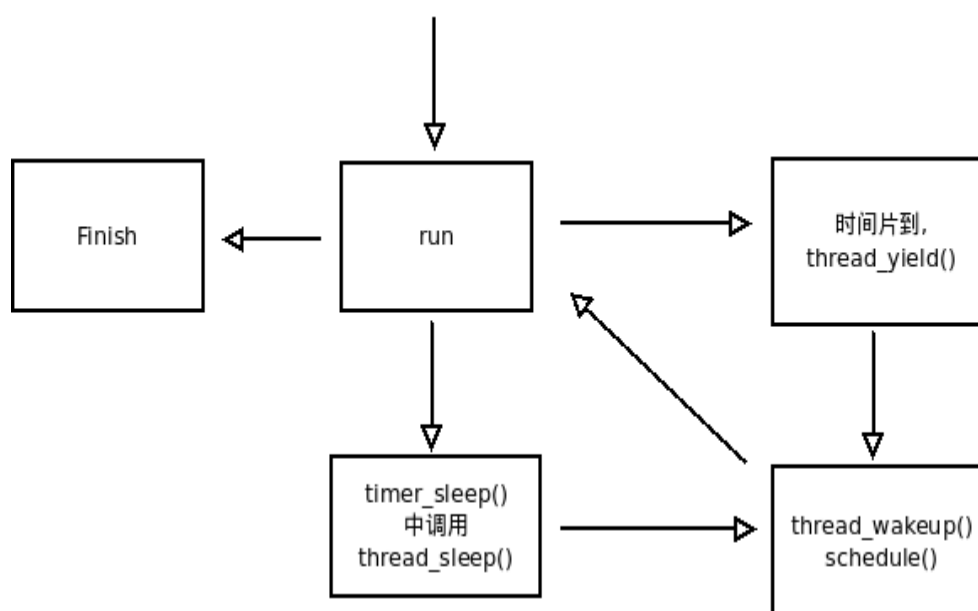 Finish
run
时间片到,
thread_yield()
timer_sleep()
中调用
thread_sleep()
thread_wakeup()
schedule()